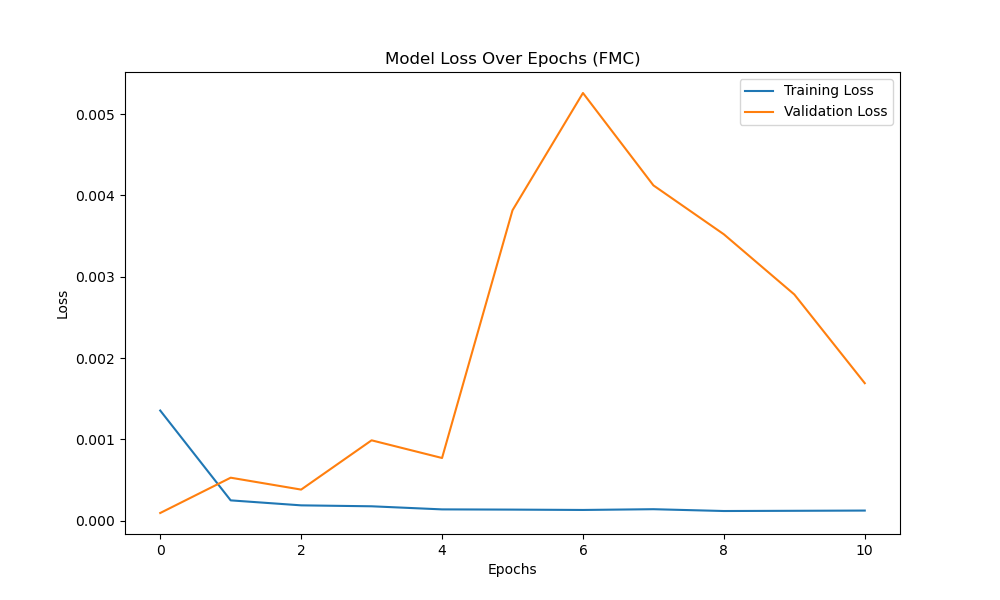 Model Loss Over Epochs (FMC)
Training Loss
Validation Loss
0.005
0.004
0.003
0.002
0.001
0.000
Loss
0 2 4 6 8 10
Epochs